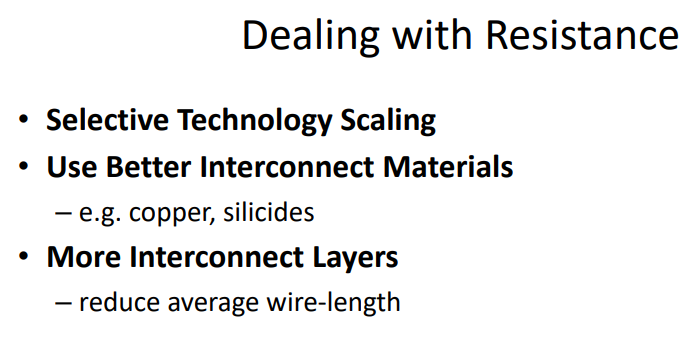 Dealing with Resistance
• Selective Technology Scaling
• Use Better Interconnect Materials
– e.g. copper, silicides
• More Interconnect Layers
– reduce average wire-length